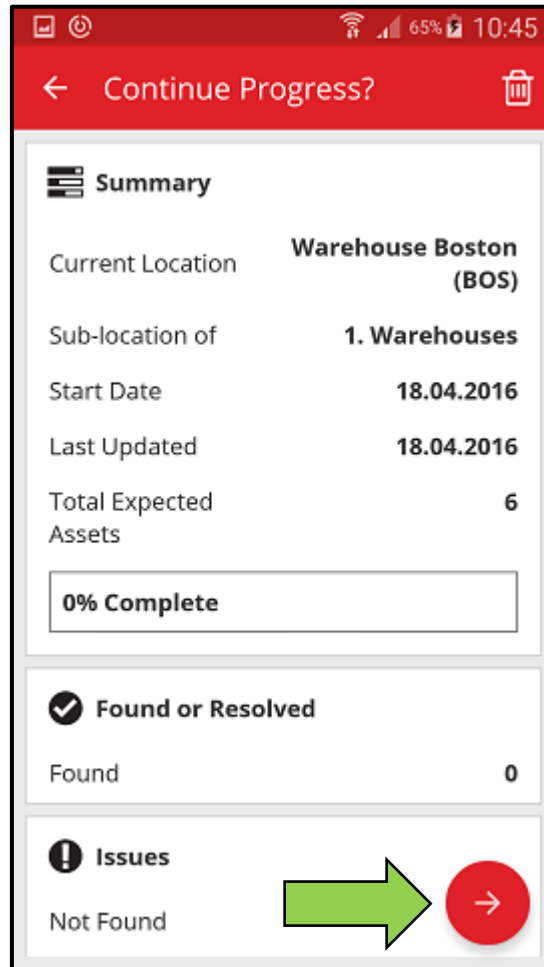 65% 10:45
Continue Progress?
Summary
Current Location Warehouse Boston
(BOS)
Sub-location of 1. Warehouses
Start Date 18.04.2016
Last Updated 18.04.2016
Total Expected 6
Assets
0% Complete
Found or Resolved
Found 0
Issues
Not Found